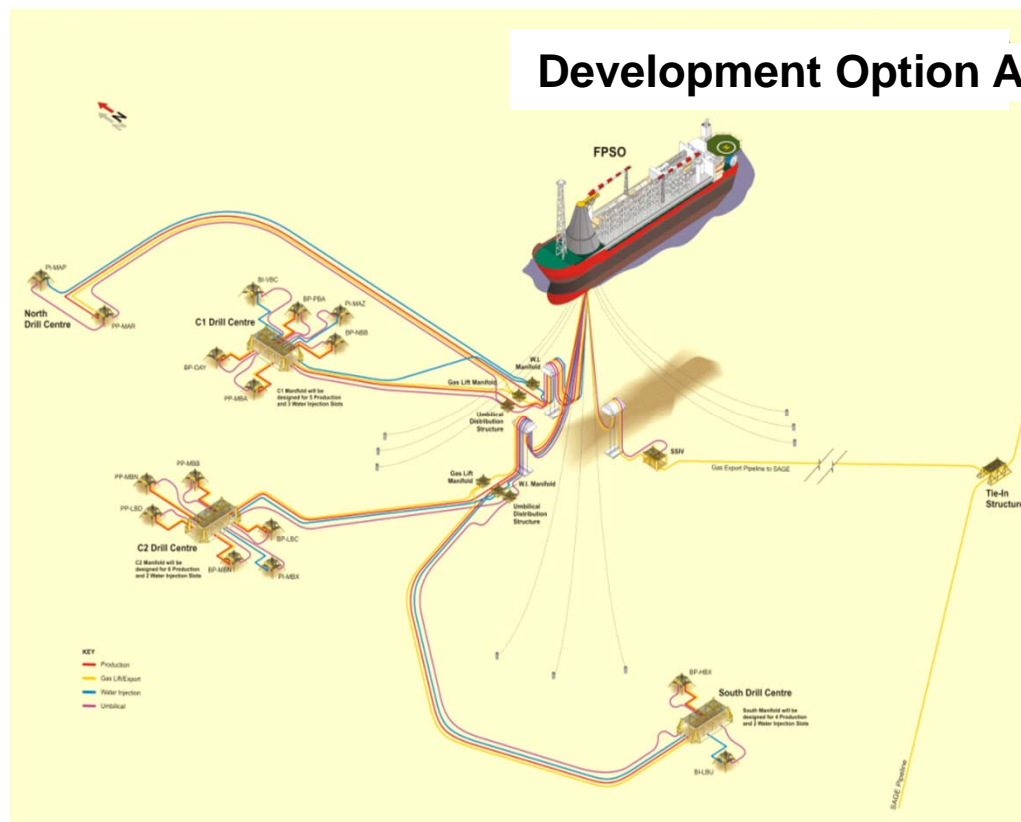 Development Option A
N
FPSO
PI-MAP
North
Drill Centre
PP-MAR
BI-VBC
BP-PBA
PI-MAZ
C1 Drill Centre
BP-NBB
BP-OAY
PP-MBA
C1 Manifold will be
designed for 5 Production
and 3 Water Injection Slots
W.I.
Manifold
Gas Lift Manifold
Umbilical
Distribution
Structure
SSIV
Gas Export Pipeline to SAGE
Tie-In
Structure
Gas Lift
Manifold
W.I. Manifold
Umbilical
Distribution
Structure
PP-MBB
PP-MBN
PP-LBD
BP-LBC
C2 Drill Centre
BP-MBN
PI-MBX
C2 Manifold will be
designed for 6 Production
and 2 Water Injection Slots
KEY
Production
Gas Lift/Export
Water Injection
Umbilical
BP-HBX
South Drill Centre
South Manifold will be
designed for 4 Production
and 2 Water Injection Slots
BI-LBU
SAGE Pipeline